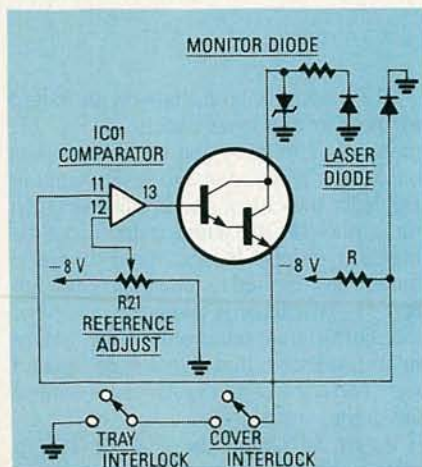 MONITOR DIODE
IC01
COMPARATOR
LASER
DIODE
11
12
13
−8 V
R21
REFERENCE
ADJUST
−8 V
R
TRAY
INTERLOCK
COVER
INTERLOCK